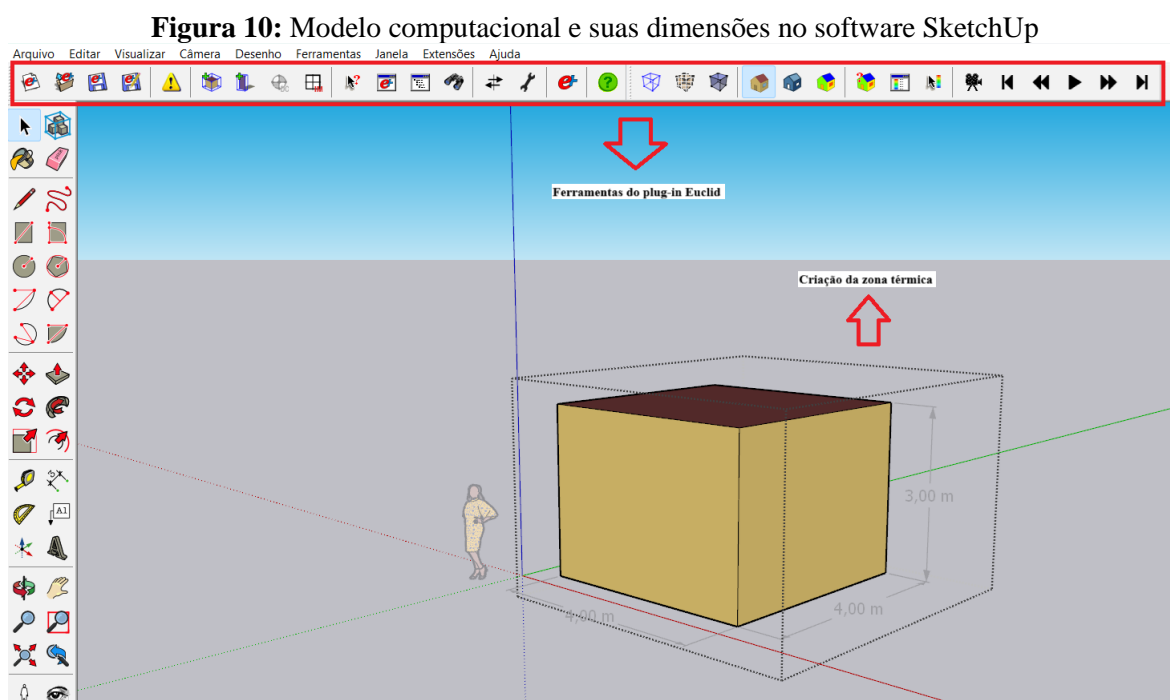 Figura 10: Modelo computacional e suas dimensões no software SketchUp
Arquivo Editar Visualizar Câmera Desenho Ferramentas Janela Extensões Ajuda
Ferramentas do plug-in Euclid
Criação da zona térmica
3,00 m
4,00 m
4,00 m
A1